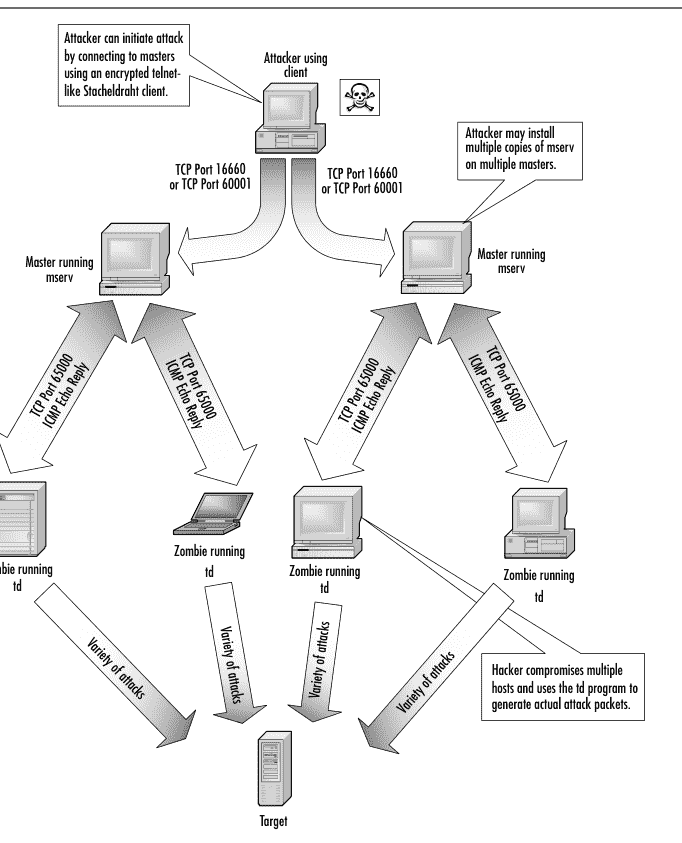 Attacker can initiate attack
by connecting to masters
using an encrypted telnet-
like Stacheldraht client.
Attacker using
client
Attacker may install
multiple copies of mserv
on multiple masters.
TCP Port 16660
or TCP Port 60001
TCP Port 16660
or TCP Port 60001
Master running
mserv
Master running
mserv
TCP Port 65000
ICMP Echo Reply
TCP Port 65000
ICMP Echo Reply
TCP Port 65000
ICMP Echo Reply
TCP Port 65000
ICMP Echo Reply
mbie running
td
Zombie running
td
Zombie running
td
Zombie running
td
Variety of attacks
Variety of attacks
Variety of attacks
Variety of attacks
Hacker compromises multiple
hosts and uses the td program to
generate actual attack packets.
Target